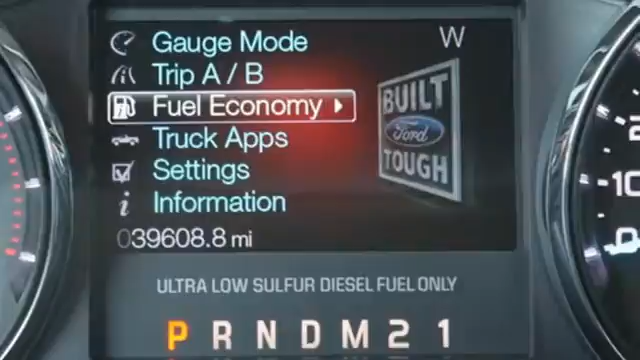 Gauge Mode
W
Trip A / B
Fuel Economy
Truck Apps
Settings
Information
BUILT
Ford
TOUGH
039608.8 mi
ULTRA LOW SULFUR DIESEL FUEL ONLY
P R N D M 2 1